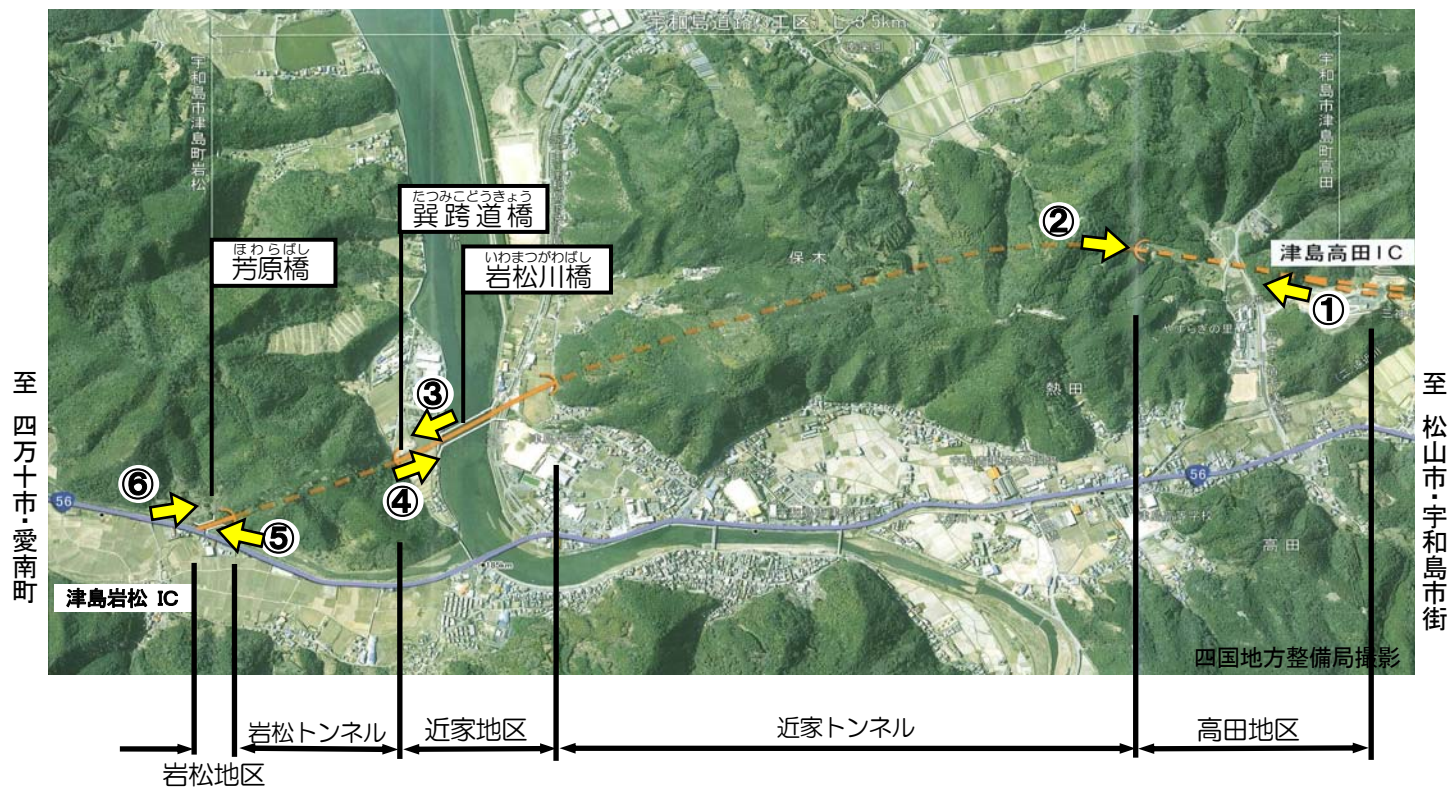 宇和島道路 工区 L=3.5km
宇和島市津島町岩松
宇和島市津島町高田
たつみこどうきょう
巽跨道橋
ほわらばし
芳原橋
いわまつがわばし
岩松川橋
保木
②
津島高田IC
①
やすらぎの里
熱田
③
④
⑥
⑤
56
56
高田
至 四万十市・愛南町
至 松山市・宇和島市街
津島岩松 IC
四国地方整備局撮影
岩松トンネル
近家地区
近家トンネル
高田地区
岩松地区